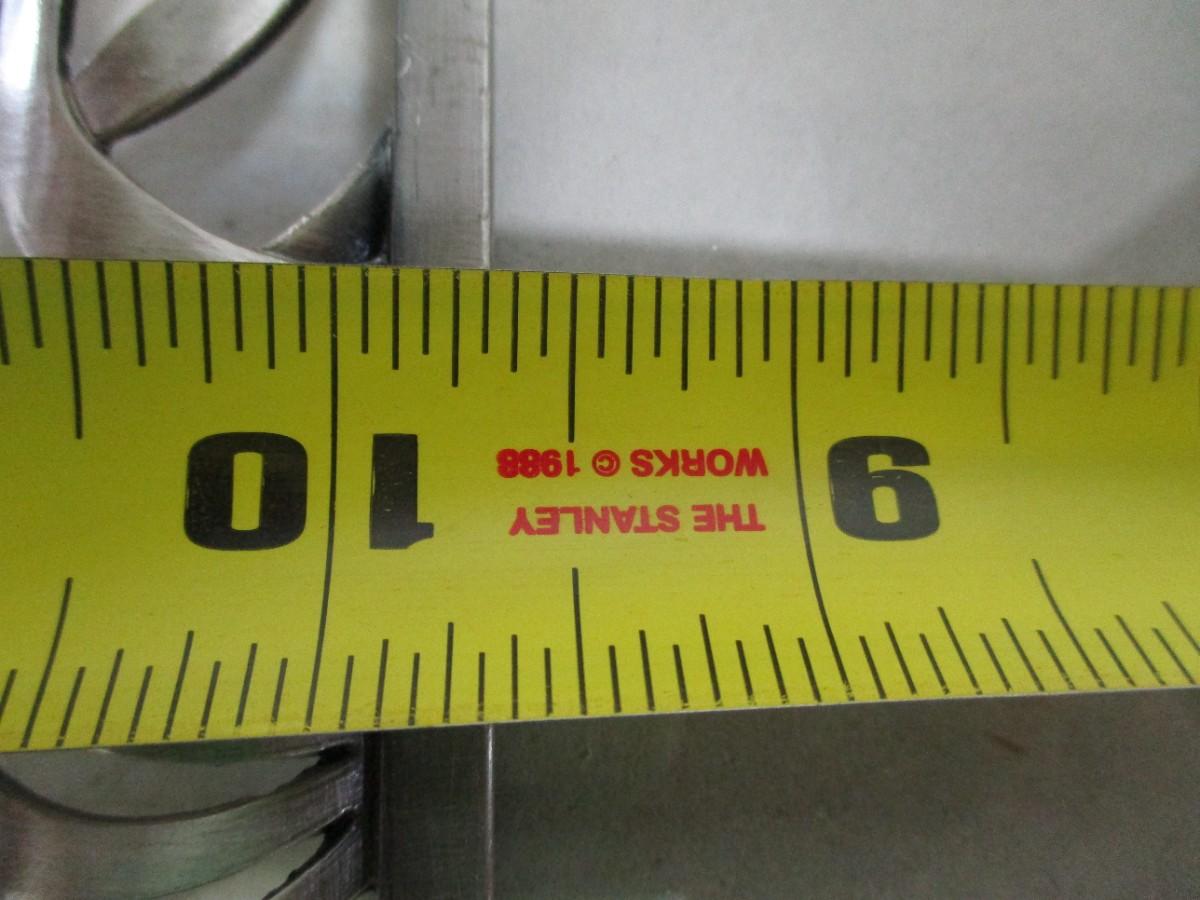 9
THE STANLEY
WORKS © 1988
10